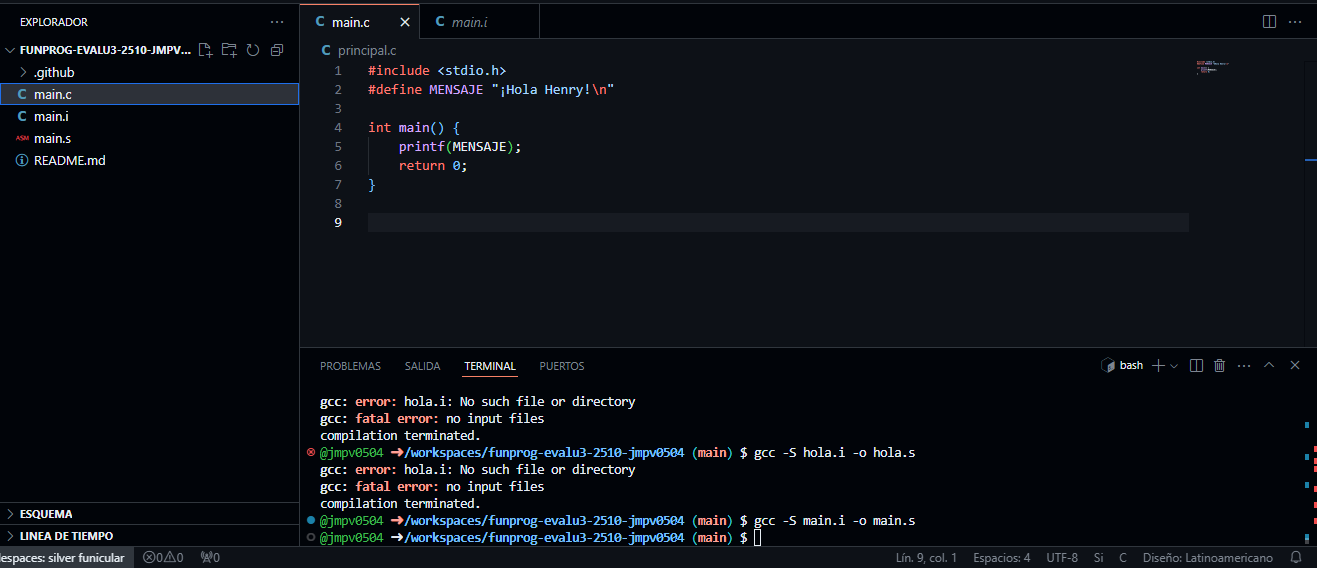 EXPLORADOR
FUNPROG-EVALU3-2510-JMPV...
.github
C main.c
C main.i
ASM main.s
README.md
ESQUEMA
LINEA DE TIEMPO
C main.c
C main.i
C principal.c
1 #include <stdio.h>
2 #define MENSAJE "¡Hola Henry!\n"
3
4 int main() {
5 printf(MENSAJE);
6 return 0;
7 }
8
9
PROBLEMAS SALIDA TERMINAL PUERTOS
bash
gcc: error: hola.i: No such file or directory
gcc: fatal error: no input files
compilation terminated.
@jmpv0504 ➜/workspaces/funprog-evalu3-2510-jmpv0504 (main) $ gcc -S hola.i -o hola.s
gcc: error: hola.i: No such file or directory
gcc: fatal error: no input files
compilation terminated.
@jmpv0504 ➜/workspaces/funprog-evalu3-2510-jmpv0504 (main) $ gcc -S main.i -o main.s
@jmpv0504 ➜/workspaces/funprog-evalu3-2510-jmpv0504 (main) $
espaces: silver funicular 0 0 0 Lín. 9, col. 1 Espacios: 4 UTF-8 Si C Diseño: Latinoamericano